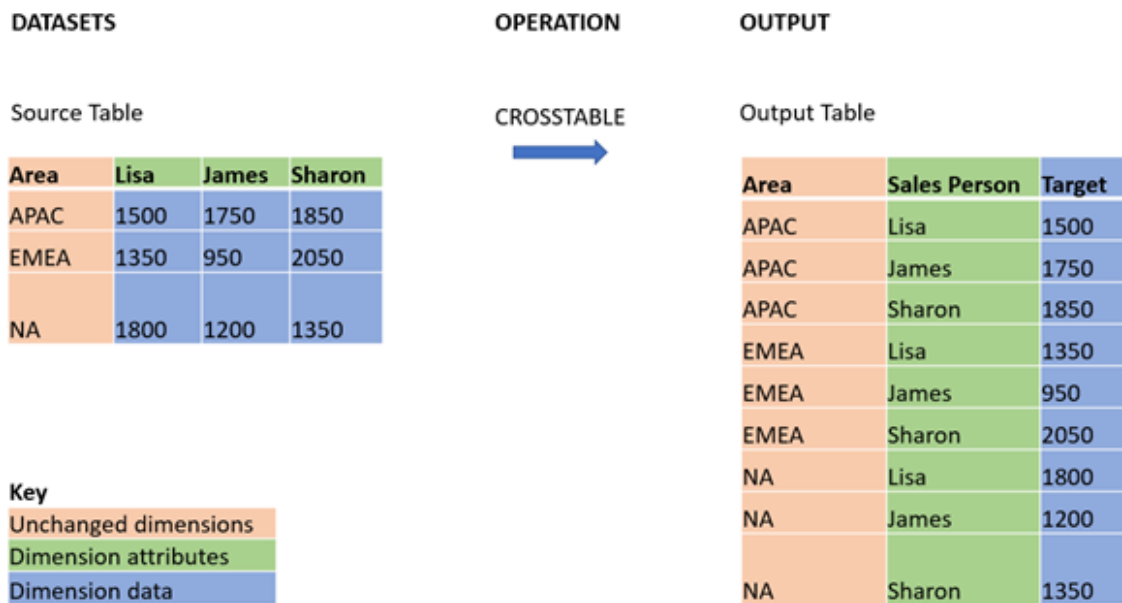 DATASETS
OPERATION
OUTPUT
Source Table
CROSSTABLE
Output Table
Area Lisa James Sharon
APAC 1500 1750 1850
EMEA 1350 950 2050
NA 1800 1200 1350
Key
Unchanged dimensions
Dimension attributes
Dimension data
Area Sales Person Target
APAC Lisa 1500
APAC James 1750
APAC Sharon 1850
EMEA Lisa 1350
EMEA James 950
EMEA Sharon 2050
NA Lisa 1800
NA James 1200
NA Sharon 1350